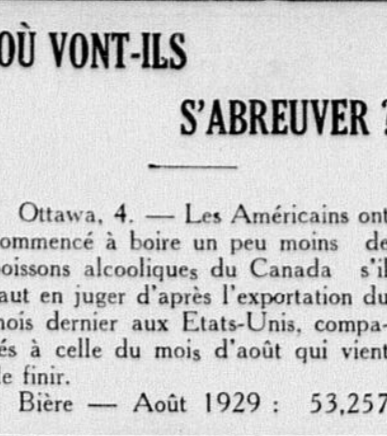 OÙ VONT-ILS
S'ABREUVER ?
Ottawa, 4. — Les Américains ont
ommencé à boire un peu moins de
oissons alcooliques du Canada s'il
aut en juger d'après l'exportation du
nois dernier aux Etats-Unis, compa-
és à celle du mois d'août qui vient
le finir.
Bière — Août 1929 : 53,257